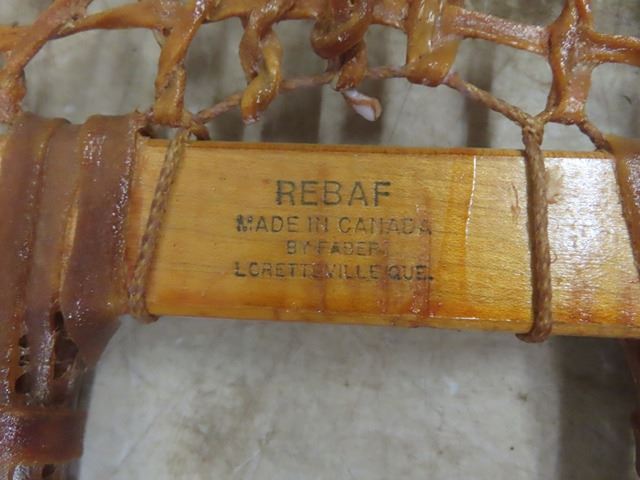 REBAF
MADE IN CANADA
BY FABER
LORETTEVILLE QUE.